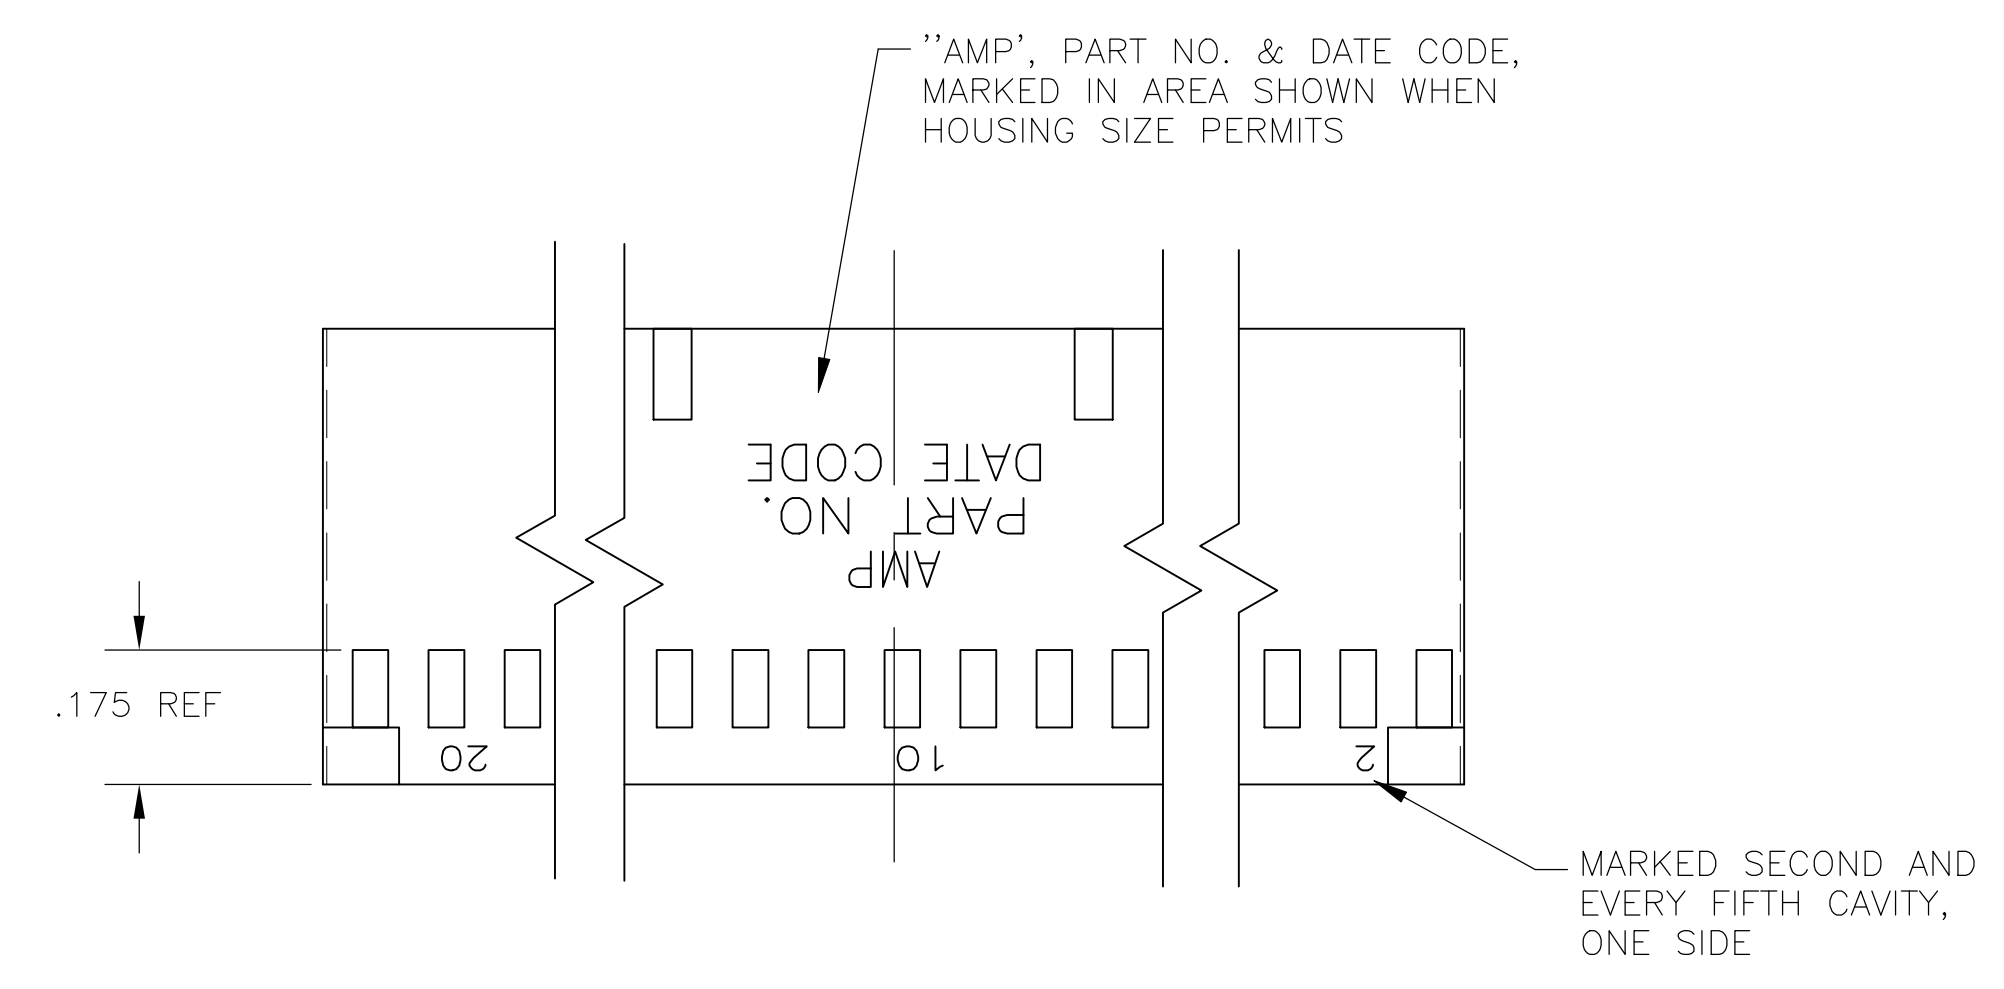 ''AMP', PART NO. & DATE CODE,
MARKED IN AREA SHOWN WHEN
HOUSING SIZE PERMITS
AMP
PART NO.
DATE CODE
.175 REF
20
10
2
MARKED SECOND AND
EVERY FIFTH CAVITY,
ONE SIDE